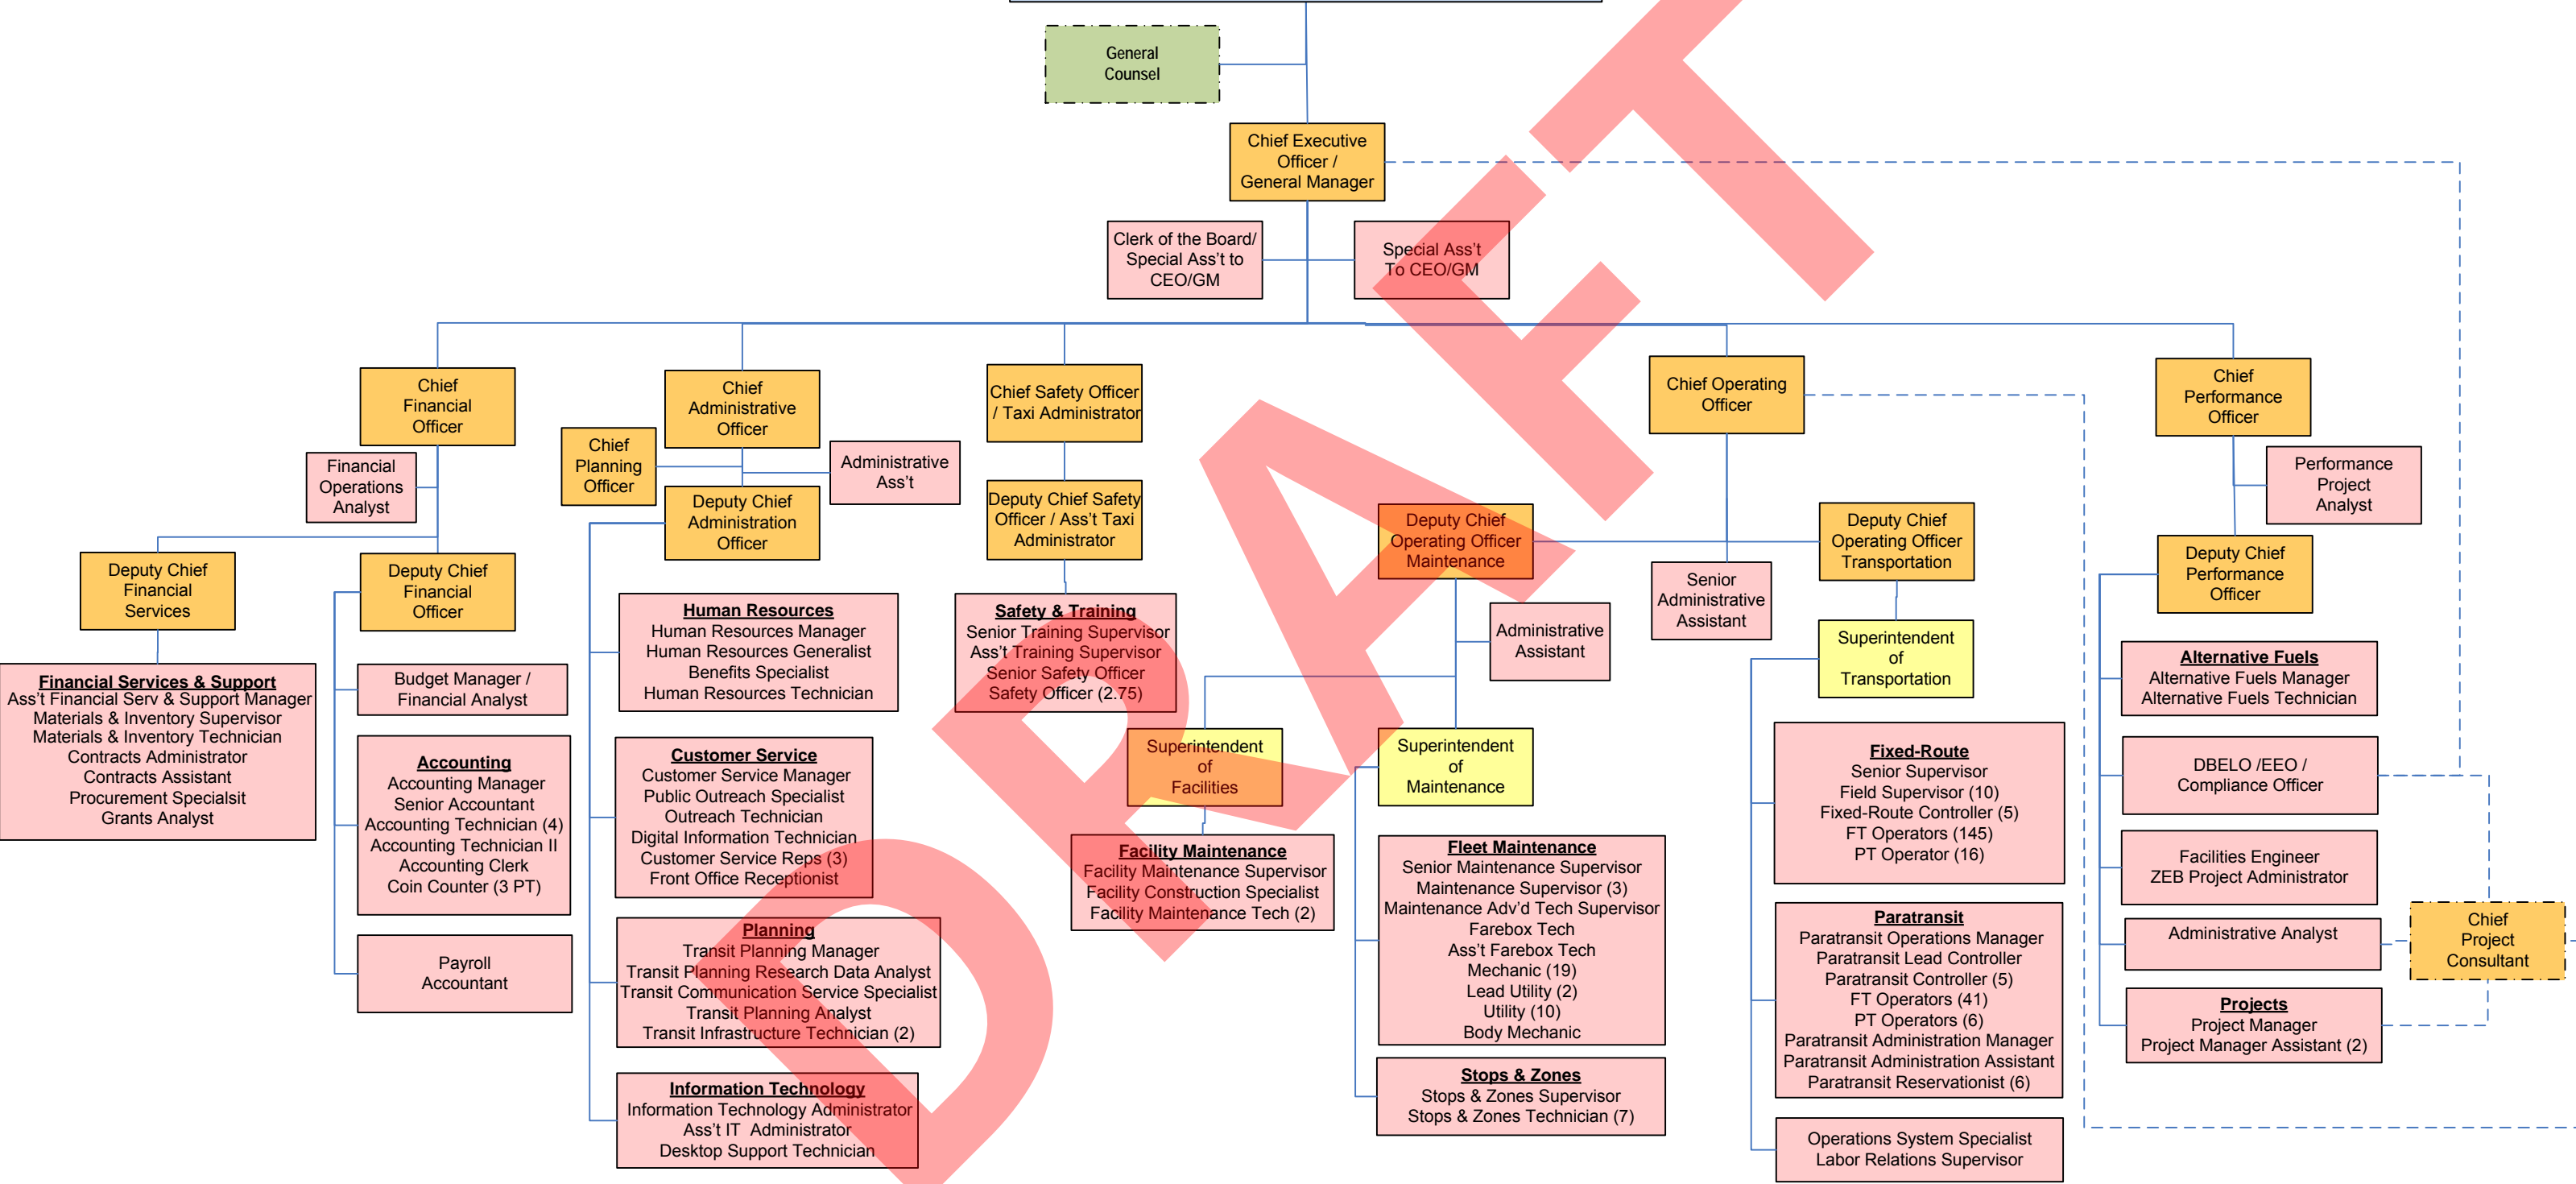 General
Counsel
Chief Executive
Officer /
General Manager
Clerk of the Board/
Special Ass't to
CEO/GM
Special Ass't
To CEO/GM
Chief
Financial
Officer
Financial
Operations
Analyst
Deputy Chief
Financial
Services
Financial Services & Support
Ass't Financial Serv & Support Manager
Materials & Inventory Supervisor
Materials & Inventory Technician
Contracts Administrator
Contracts Assistant
Procurement Specialsit
Grants Analyst
Deputy Chief
Financial
Officer
Budget Manager /
Financial Analyst
Accounting
Accounting Manager
Senior Accountant
Accounting Technician (4)
Accounting Technician II
Accounting Clerk
Coin Counter (3 PT)
Payroll
Accountant
Chief
Administrative
Officer
Chief
Planning
Officer
Administrative
Ass't
Deputy Chief
Administration
Officer
Human Resources
Human Resources Manager
Human Resources Generalist
Benefits Specialist
Human Resources Technician
Customer Service
Customer Service Manager
Public Outreach Specialist
Outreach Technician
Digital Information Technician
Customer Service Reps (3)
Front Office Receptionist
Planning
Transit Planning Manager
Transit Planning Research Data Analyst
Transit Communication Service Specialist
Transit Planning Analyst
Transit Infrastructure Technician (2)
Information Technology
Information Technology Administrator
Ass't IT  Administrator
Desktop Support Technician
Chief Safety Officer
/ Taxi Administrator
Deputy Chief Safety
Officer / Ass't Taxi
Administrator
Safety & Training
Senior Training Supervisor
Ass't Training Supervisor
Senior Safety Officer
Safety Officer (2.75)
Chief Operating
Officer
Deputy Chief
Operating Officer
Maintenance
Senior
Administrative
Assistant
Administrative
Assistant
Superintendent
of
Facilities
Facility Maintenance
Facility Maintenance Supervisor
Facility Construction Specialist
Facility Maintenance Tech (2)
Superintendent
of
Maintenance
Fleet Maintenance
Senior Maintenance Supervisor
Maintenance Supervisor (3)
Maintenance Adv'd Tech Supervisor
Farebox Tech
Ass't Farebox Tech
Mechanic (19)
Lead Utility (2)
Utility (10)
Body Mechanic
Stops & Zones
Stops & Zones Supervisor
Stops & Zones Technician (7)
Deputy Chief
Operating Officer
Transportation
Superintendent
of
Transportation
Fixed-Route
Senior Supervisor
Field Supervisor (10)
Fixed-Route Controller (5)
FT Operators (145)
PT Operator (16)
Paratransit
Paratransit Operations Manager
Paratransit Lead Controller
Paratransit Controller (5)
FT Operators (41)
PT Operators (6)
Paratransit Administration Manager
Paratransit Administration Assistant
Paratransit Reservationist (6)
Operations System Specialist
Labor Relations Supervisor
Chief
Performance
Officer
Performance
Project
Analyst
Deputy Chief
Performance
Officer
Alternative Fuels
Alternative Fuels Manager
Alternative Fuels Technician
DBELO /EEO /
Compliance Officer
Facilities Engineer
ZEB Project Administrator
Administrative Analyst
Projects
Project Manager
Project Manager Assistant (2)
Chief
Project
Consultant
DRAFT